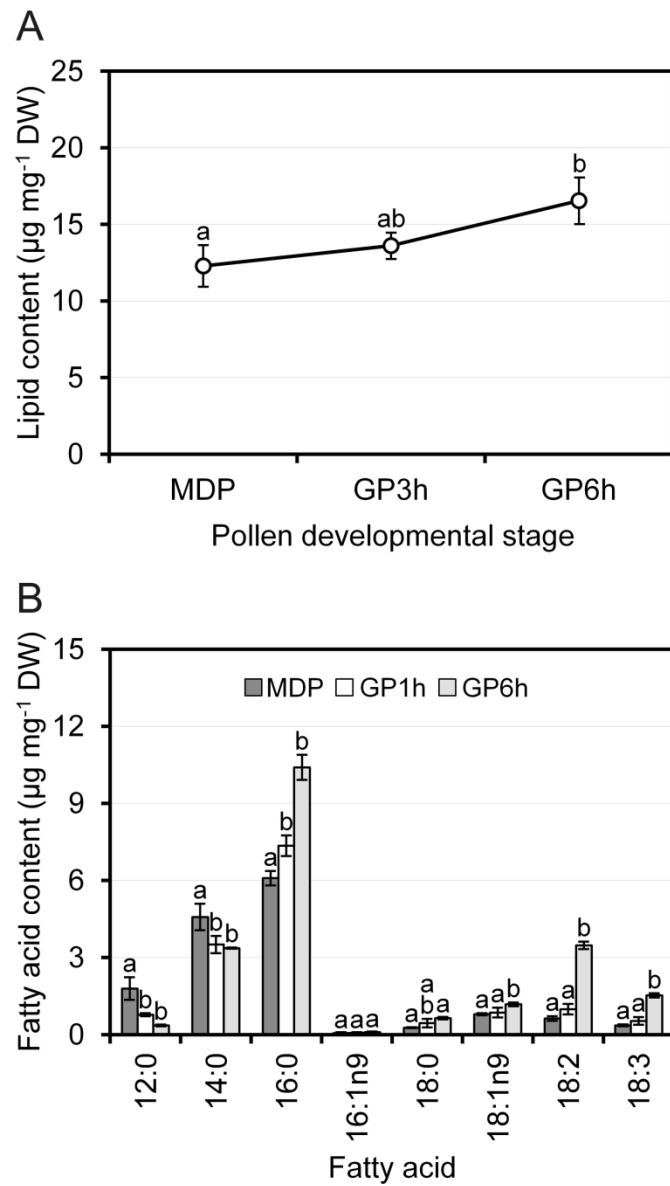 A
Lipid content (µg mg⁻¹ DW)
25
20
15
10
5
0
a
ab
b
MDP GP3h GP6h
Pollen developmental stage
B
Fatty acid content (µg mg⁻¹ DW)
15
12
9
6
3
0
MDP GP1h GP6h
a b b
a b b
a b b
a a a
a
a b a
a a b
a a b
a a b
12:0 14:0 16:0 16:1n9 18:0 18:1n9 18:2 18:3
Fatty acid